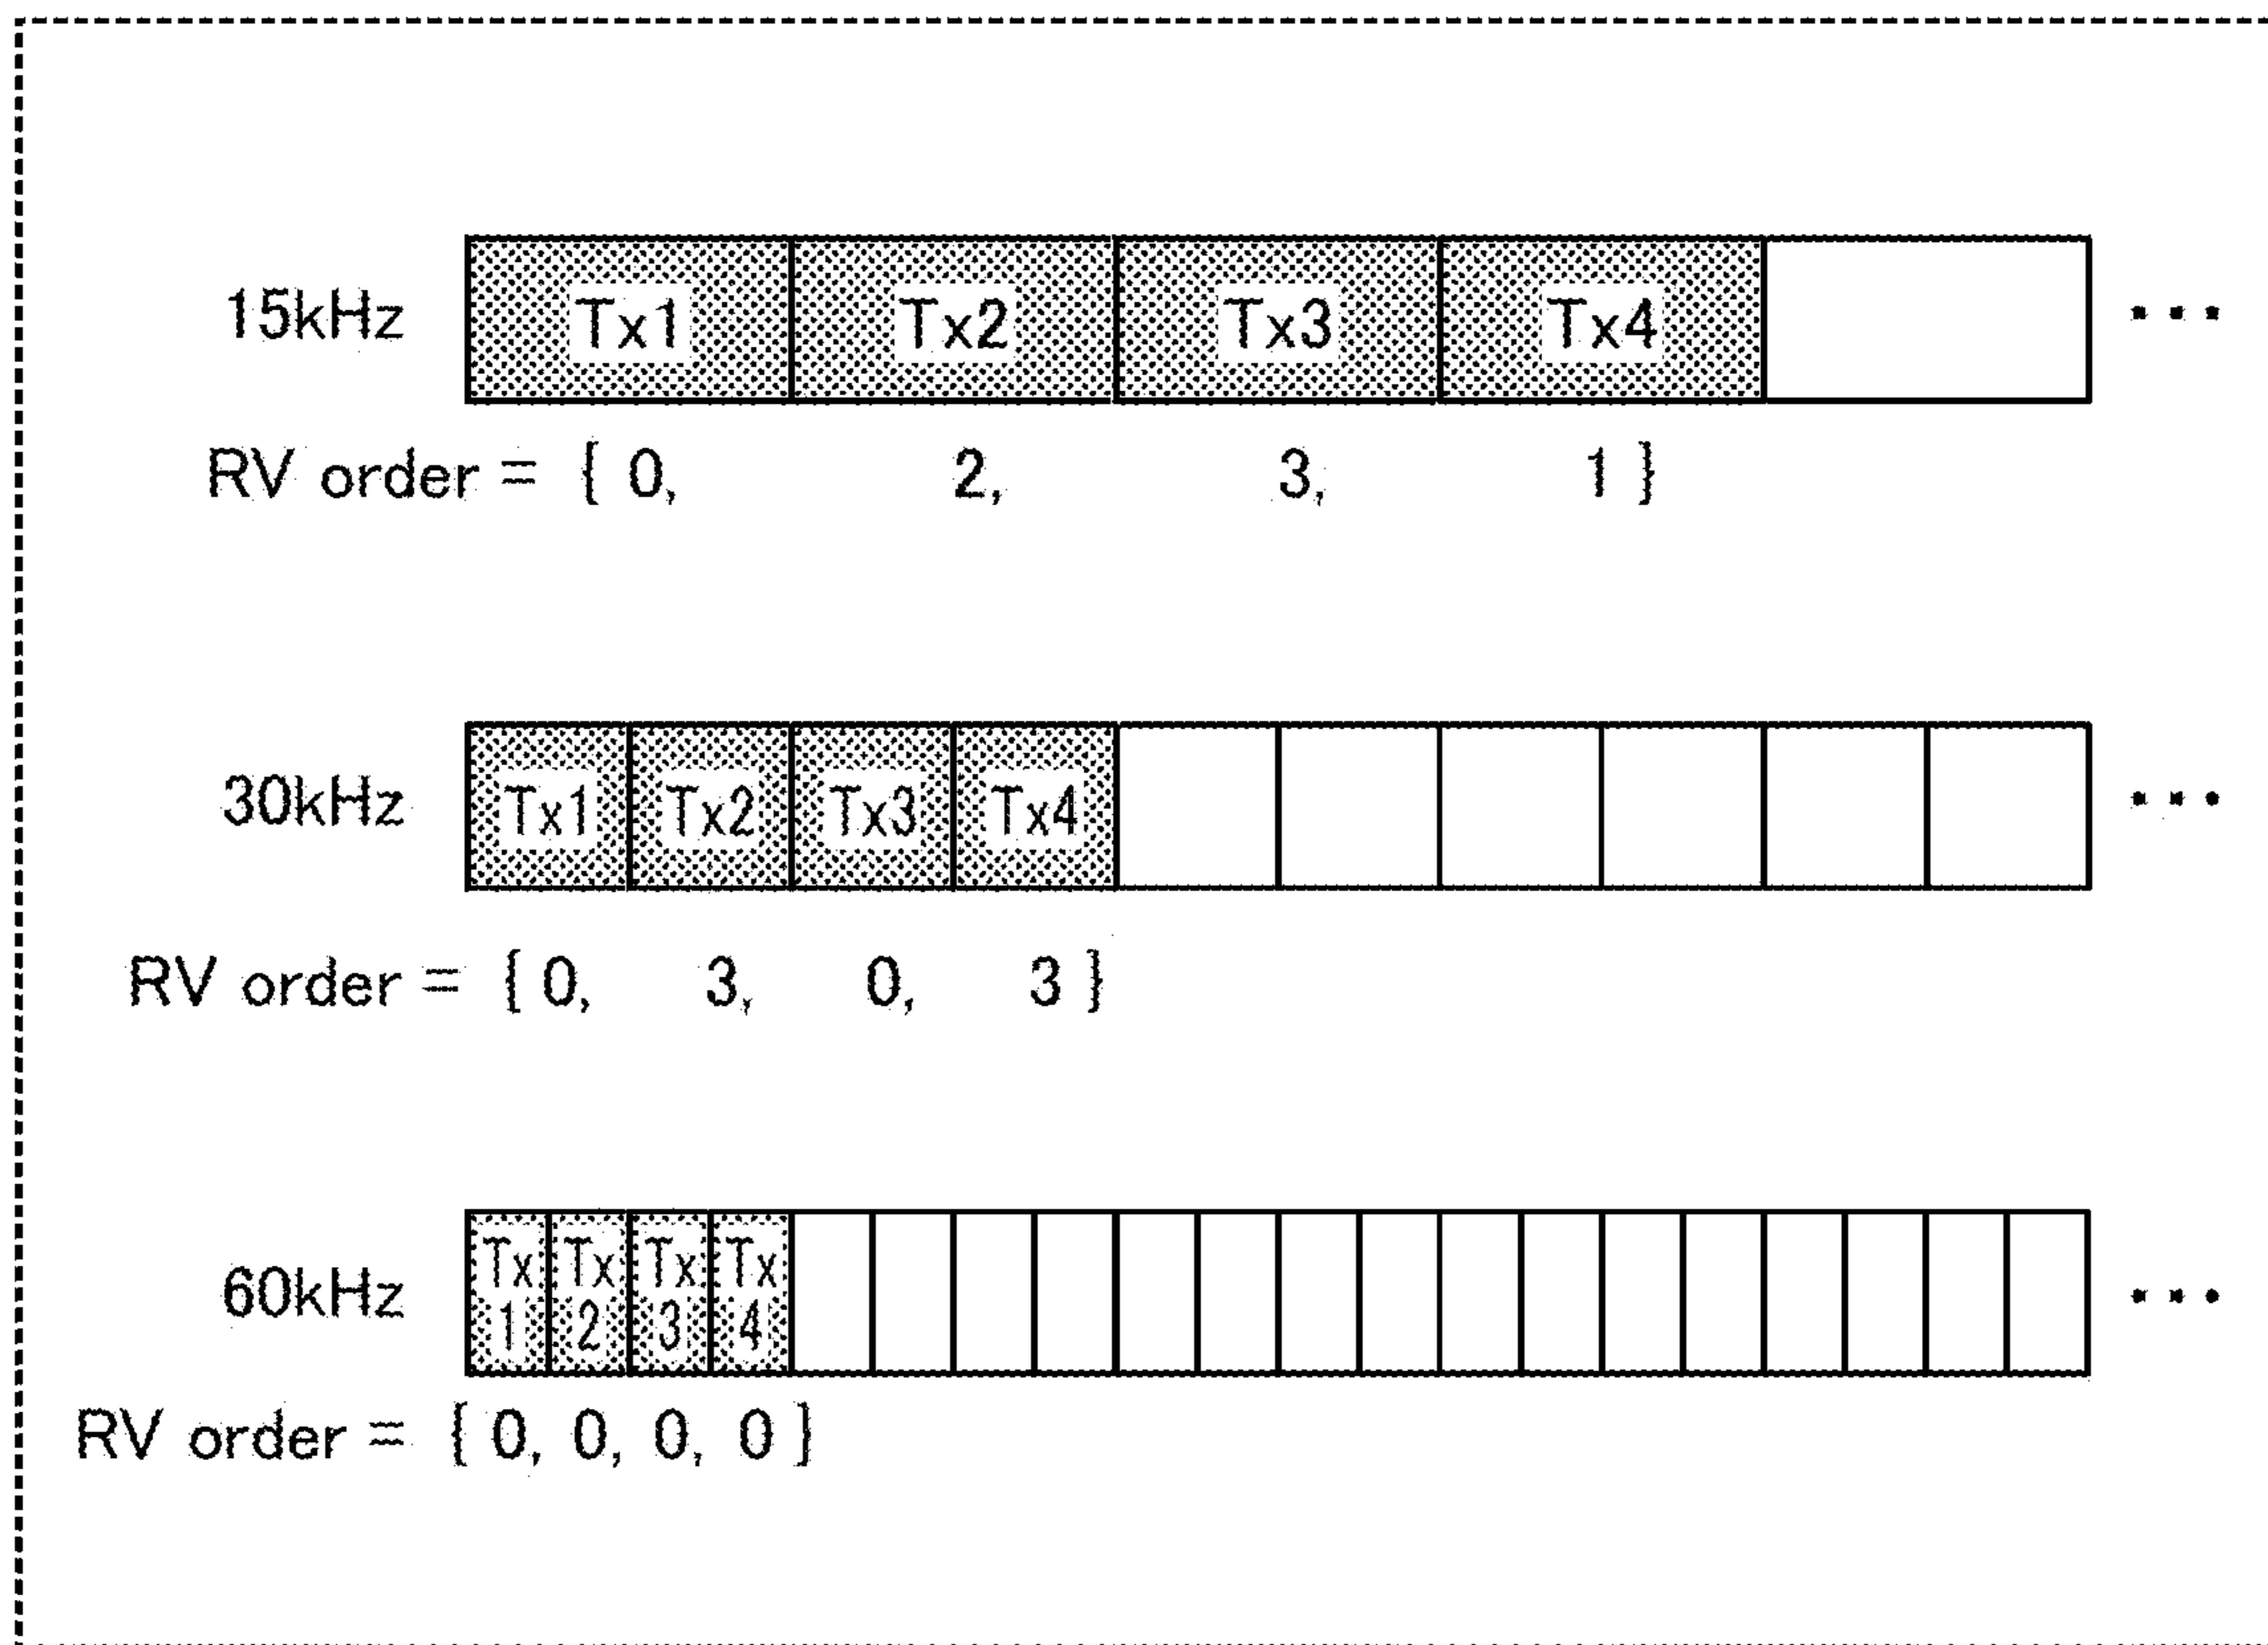 15kHz Tx1 Tx2 Tx3 Tx4 ･･･
RV order = { 0, 2, 3, 1 }
30kHz Tx1 Tx2 Tx3 Tx4 ･･･
RV order = { 0, 3, 0, 3 }
60kHz Tx 1 Tx 2 Tx 3 Tx 4 ･･･
RV order = { 0, 0, 0, 0 }